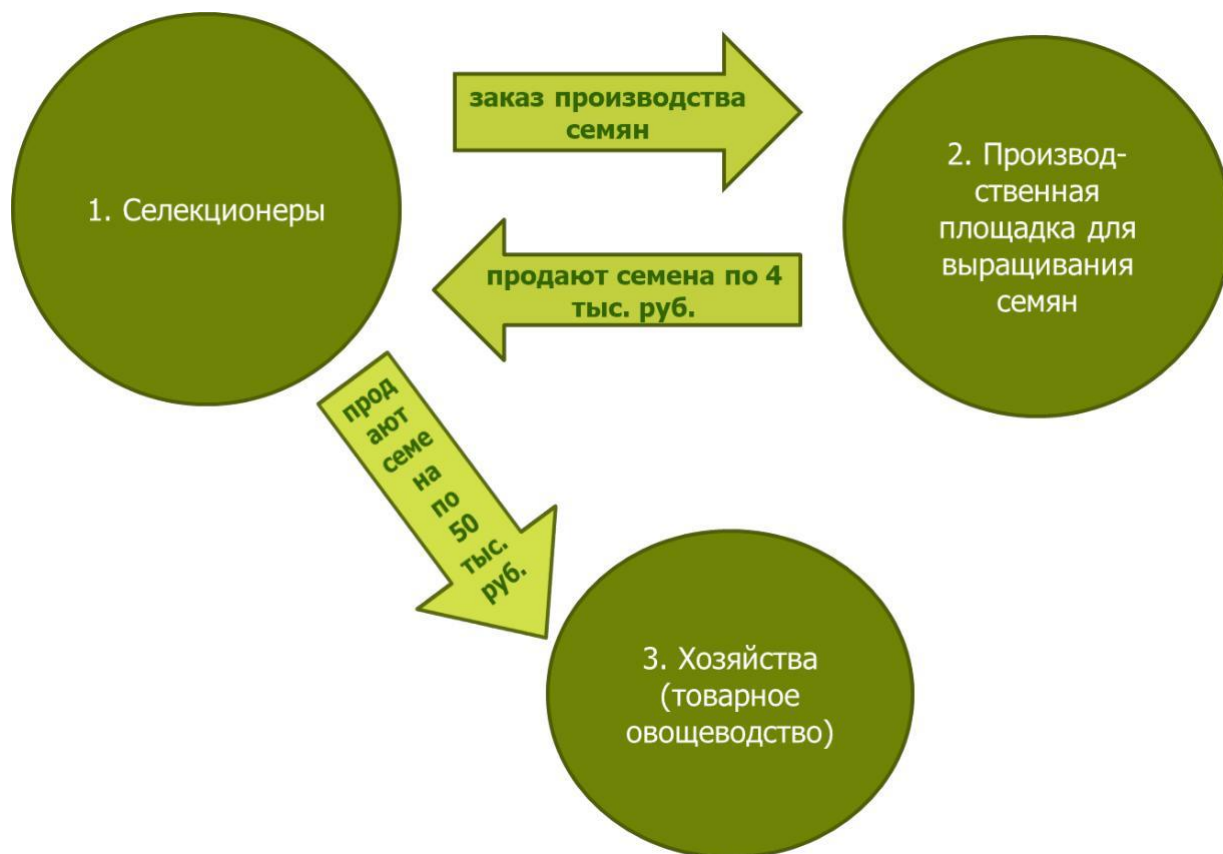 1. Селекционеры
заказ производства
семян
2. Производ-
ственная
площадка для
выращивания
семян
продают семена по 4
тыс. руб.
прод
ают
семе
на
по
50
тыс.
руб.
3. Хозяйства
(товарное
овощеводство)